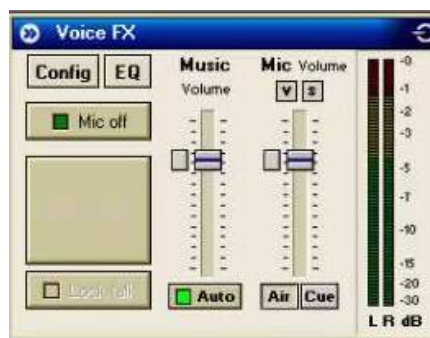 Voice FX
Config EQ
Music
Volume
Mic Volume
V S
Mic off
Auto
Air Cue
-0
-1
-2
-3
-5
-7
-10
-15
-20
-30
L R dB